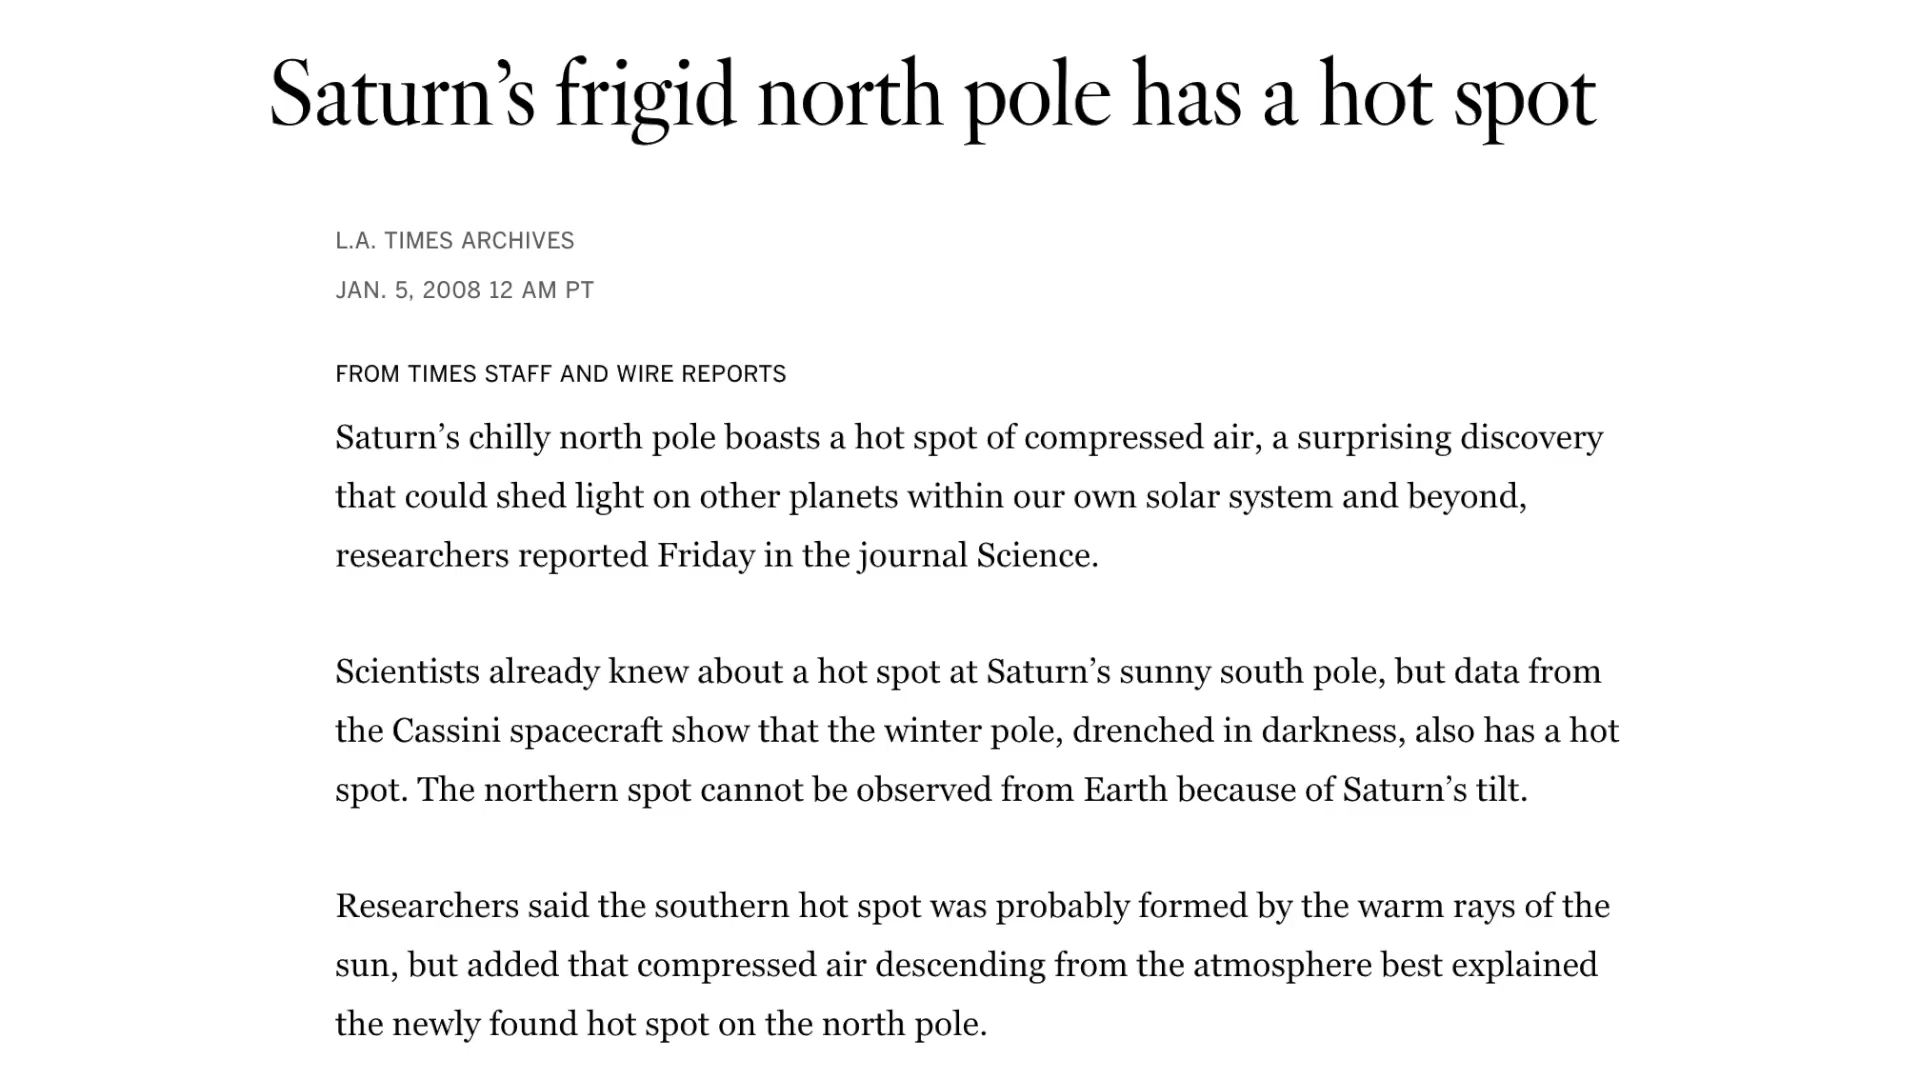 Saturn’s frigid north pole has a hot spot
L.A. TIMES ARCHIVES
JAN. 5, 2008 12 AM PT
FROM TIMES STAFF AND WIRE REPORTS
Saturn’s chilly north pole boasts a hot spot of compressed air, a surprising discovery
that could shed light on other planets within our own solar system and beyond,
researchers reported Friday in the journal Science.
Scientists already knew about a hot spot at Saturn’s sunny south pole, but data from
the Cassini spacecraft show that the winter pole, drenched in darkness, also has a hot
spot. The northern spot cannot be observed from Earth because of Saturn’s tilt.
Researchers said the southern hot spot was probably formed by the warm rays of the
sun, but added that compressed air descending from the atmosphere best explained
the newly found hot spot on the north pole.